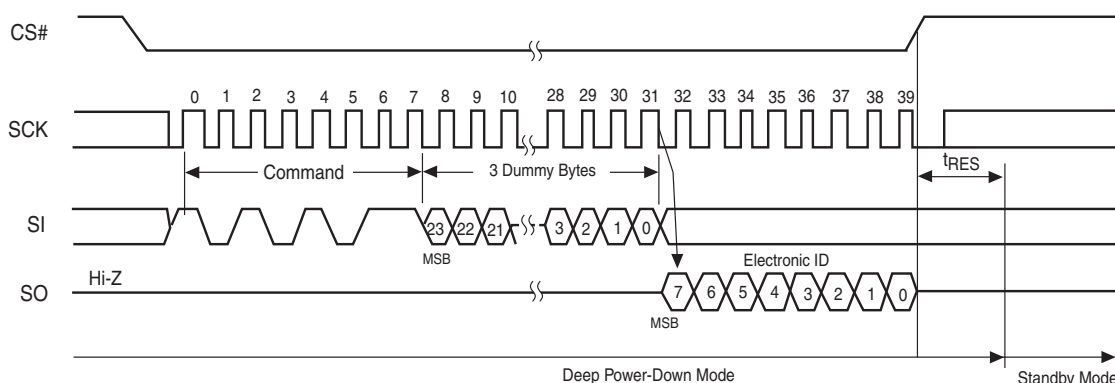 CS#
0 1 2 3 4 5 6 7 8 9 10 28 29 30 31 32 33 34 35 36 37 38 39
SCK
tRES
Command
3 Dummy Bytes
SI
23 22 21 3 2 1 0
MSB
Electronic ID
Hi-Z
SO
7 6 5 4 3 2 1 0
MSB
Deep Power-Down Mode
Standby Mode